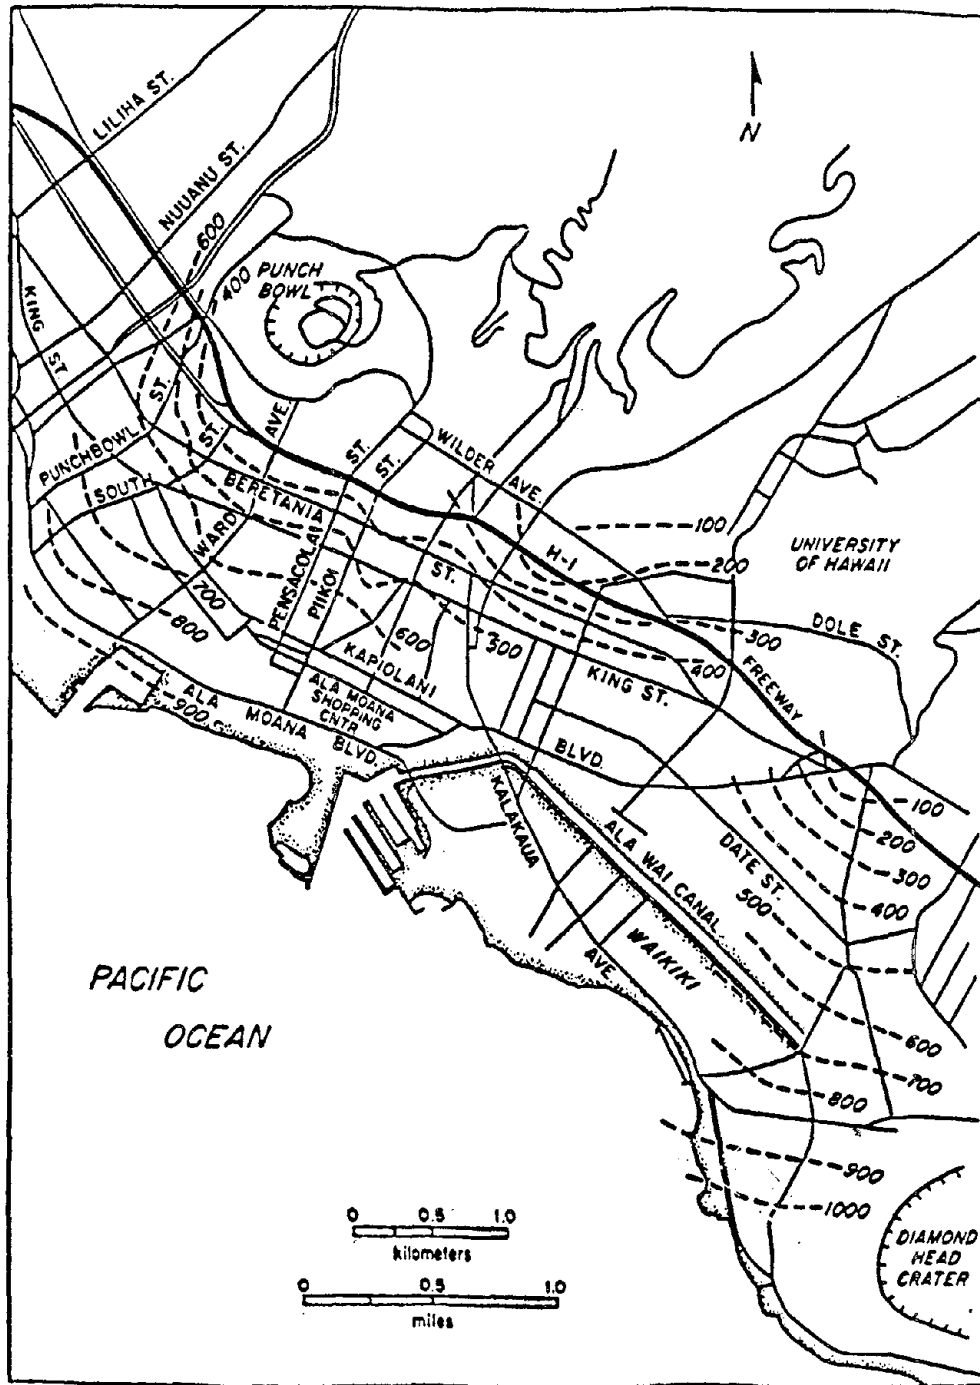 LILIHA ST.
N
NUUANU ST.
600
400
PUNCH
BOWL
KING ST.
ST.
AVE.
PUNCHBOWL
ST.
ST.
ST.
WILDER AVE.
SOUTH
BERETANIA
100
WARD
H-1
UNIVERSITY
OF HAWAII
PENSACOLA
PIIKOI
ST.
200
700
800
600
300
300
DOLE ST.
KAPIOLANI
400
FREEWAY
KING ST.
ALA MOANA
SHOPPING
CNTR
900
ALA MOANA
BLVD.
BLVD.
KALAKAUA
100
200
ALA WAI CANAL
DATE ST.
300
500
400
WAIKIKI
AVE.
PACIFIC
OCEAN
600
700
800
900
1000
0 0.5 1.0
kilometers
DIAMOND
HEAD
CRATER
0 0.5 1.0
miles